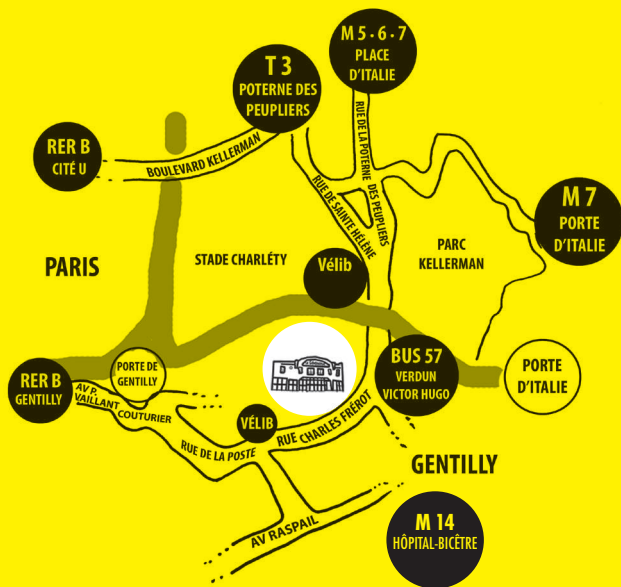 M 5 • 6 • 7
PLACE
D'ITALIE
T 3
POTERNE DES
PEUPLIERS
RER B
CITÉ U
BOULEVARD KELLERMAN
RUE DE LA POTERNE DES PEUPLIERS
RUE DE SAINTE HÉLÈNE
M 7
PORTE
D'ITALIE
PARIS
STADE CHARLÉTY
Vélib
PARC
KELLERMAN
RER B
GENTILLY
PORTE DE
GENTILLY
AV P.
VAILLANT
COUTURIER
BUS 57
VERDUN
VICTOR HUGO
PORTE
D'ITALIE
VÉLIB
RUE DE LA POSTE
RUE CHARLES FRÉROT
GENTILLY
AV RASPAIL
M 14
HÔPITAL-BICÊTRE